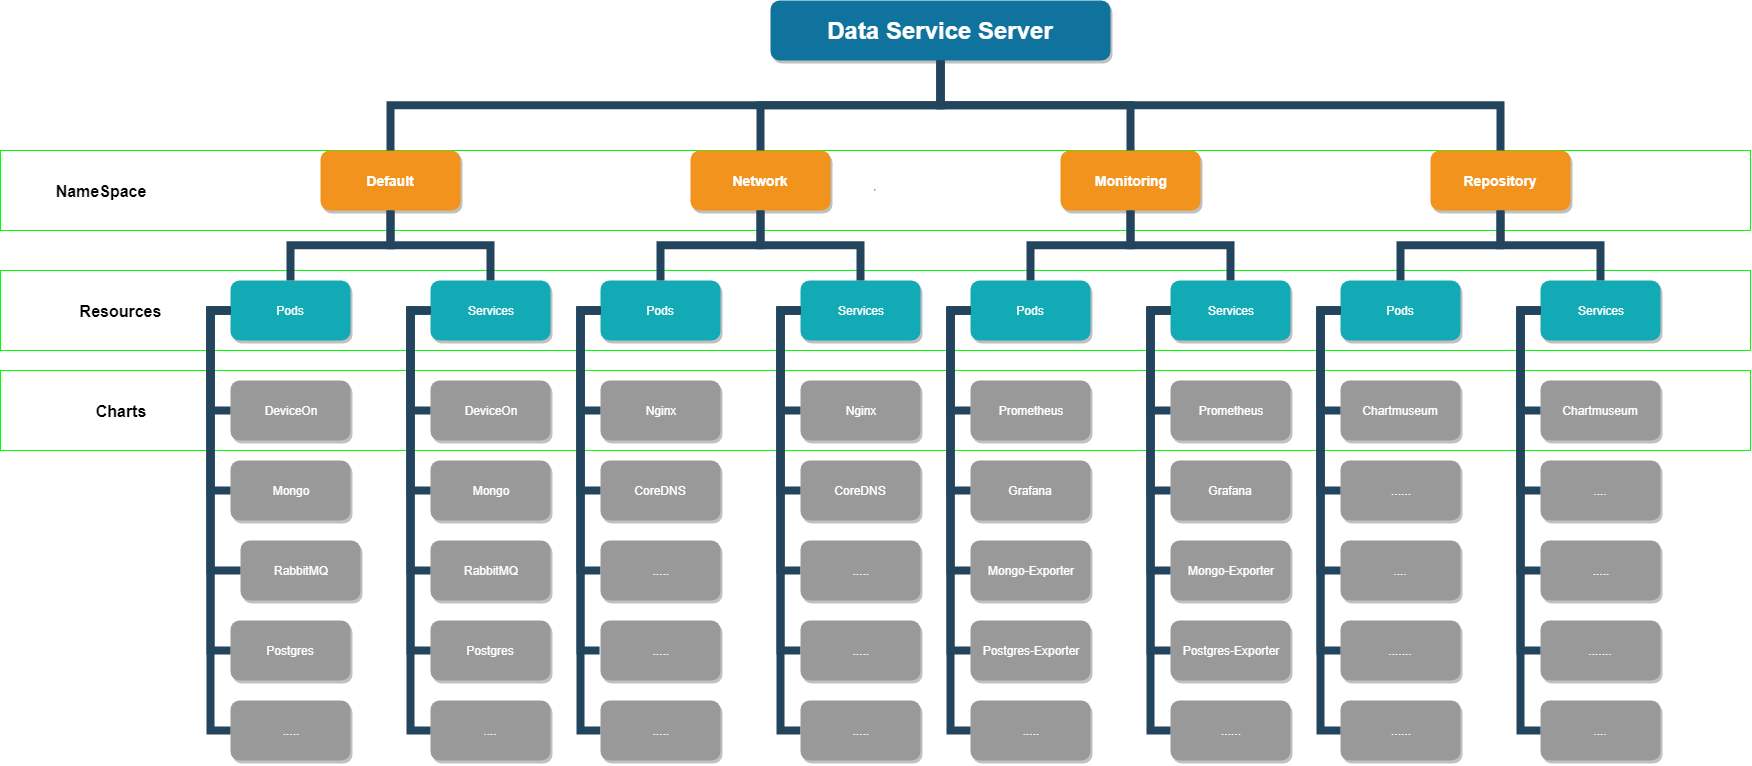 Data Service Server
NameSpace
Default
Network
Monitoring
Repository
Resources
Pods
Services
Pods
Services
Pods
Services
Pods
Services
Charts
DeviceOn
DeviceOn
Nginx
Nginx
Prometheus
Prometheus
Chartmuseum
Chartmuseum
Mongo
Mongo
CoreDNS
CoreDNS
Grafana
Grafana
......
....
RabbitMQ
RabbitMQ
.....
.....
Mongo-Exporter
Mongo-Exporter
....
.....
Postgres
Postgres
.....
.....
Postgres-Exporter
Postgres-Exporter
.......
.......
.....
....
.....
.....
.....
......
......
....